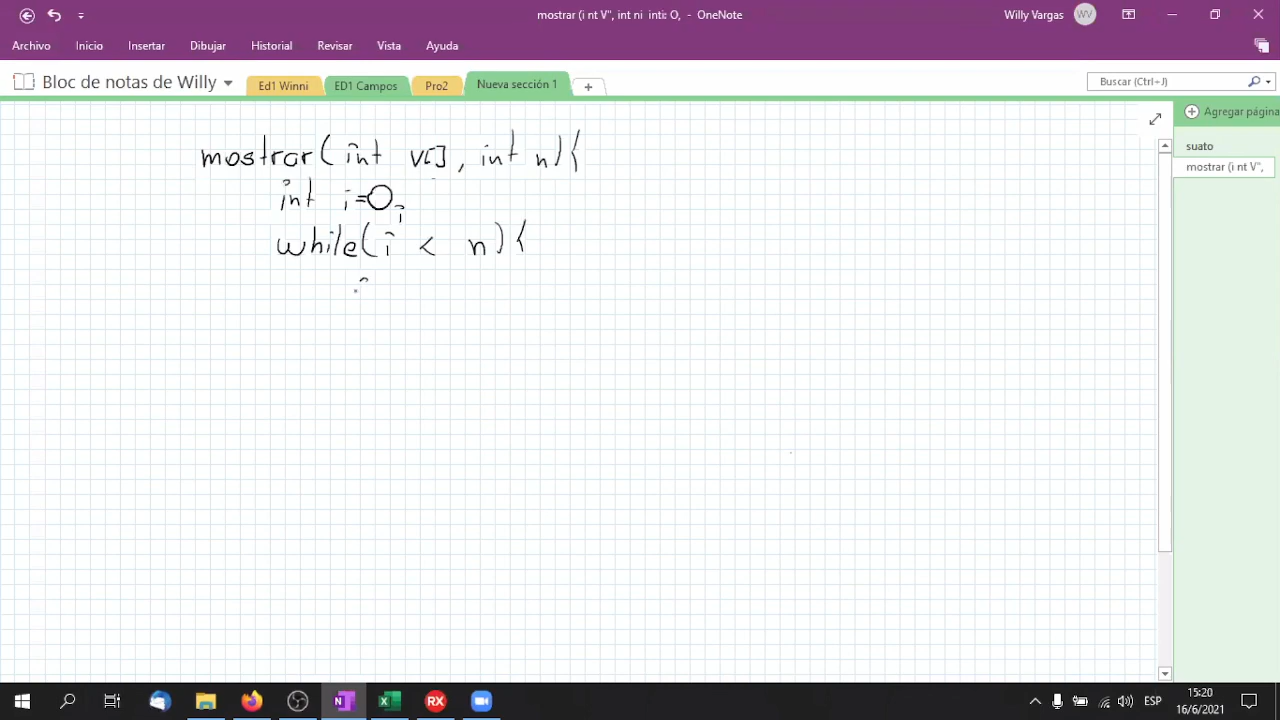 mostrar (i nt V", int ni inti: O, - OneNote
Willy Vargas WV
Archivo Inicio Insertar Dibujar Historial Revisar Vista Ayuda
Bloc de notas de Willy Ed1 Winni ED1 Campos Pro2 Nueva sección 1 + Buscar (Ctrl+J)
Agregar página
suato
mostrar (i nt V",
mostrar( int v[] , int n) {
int i=0;
while( i < n) {
N X RX
ESP 15:20
16/6/2021